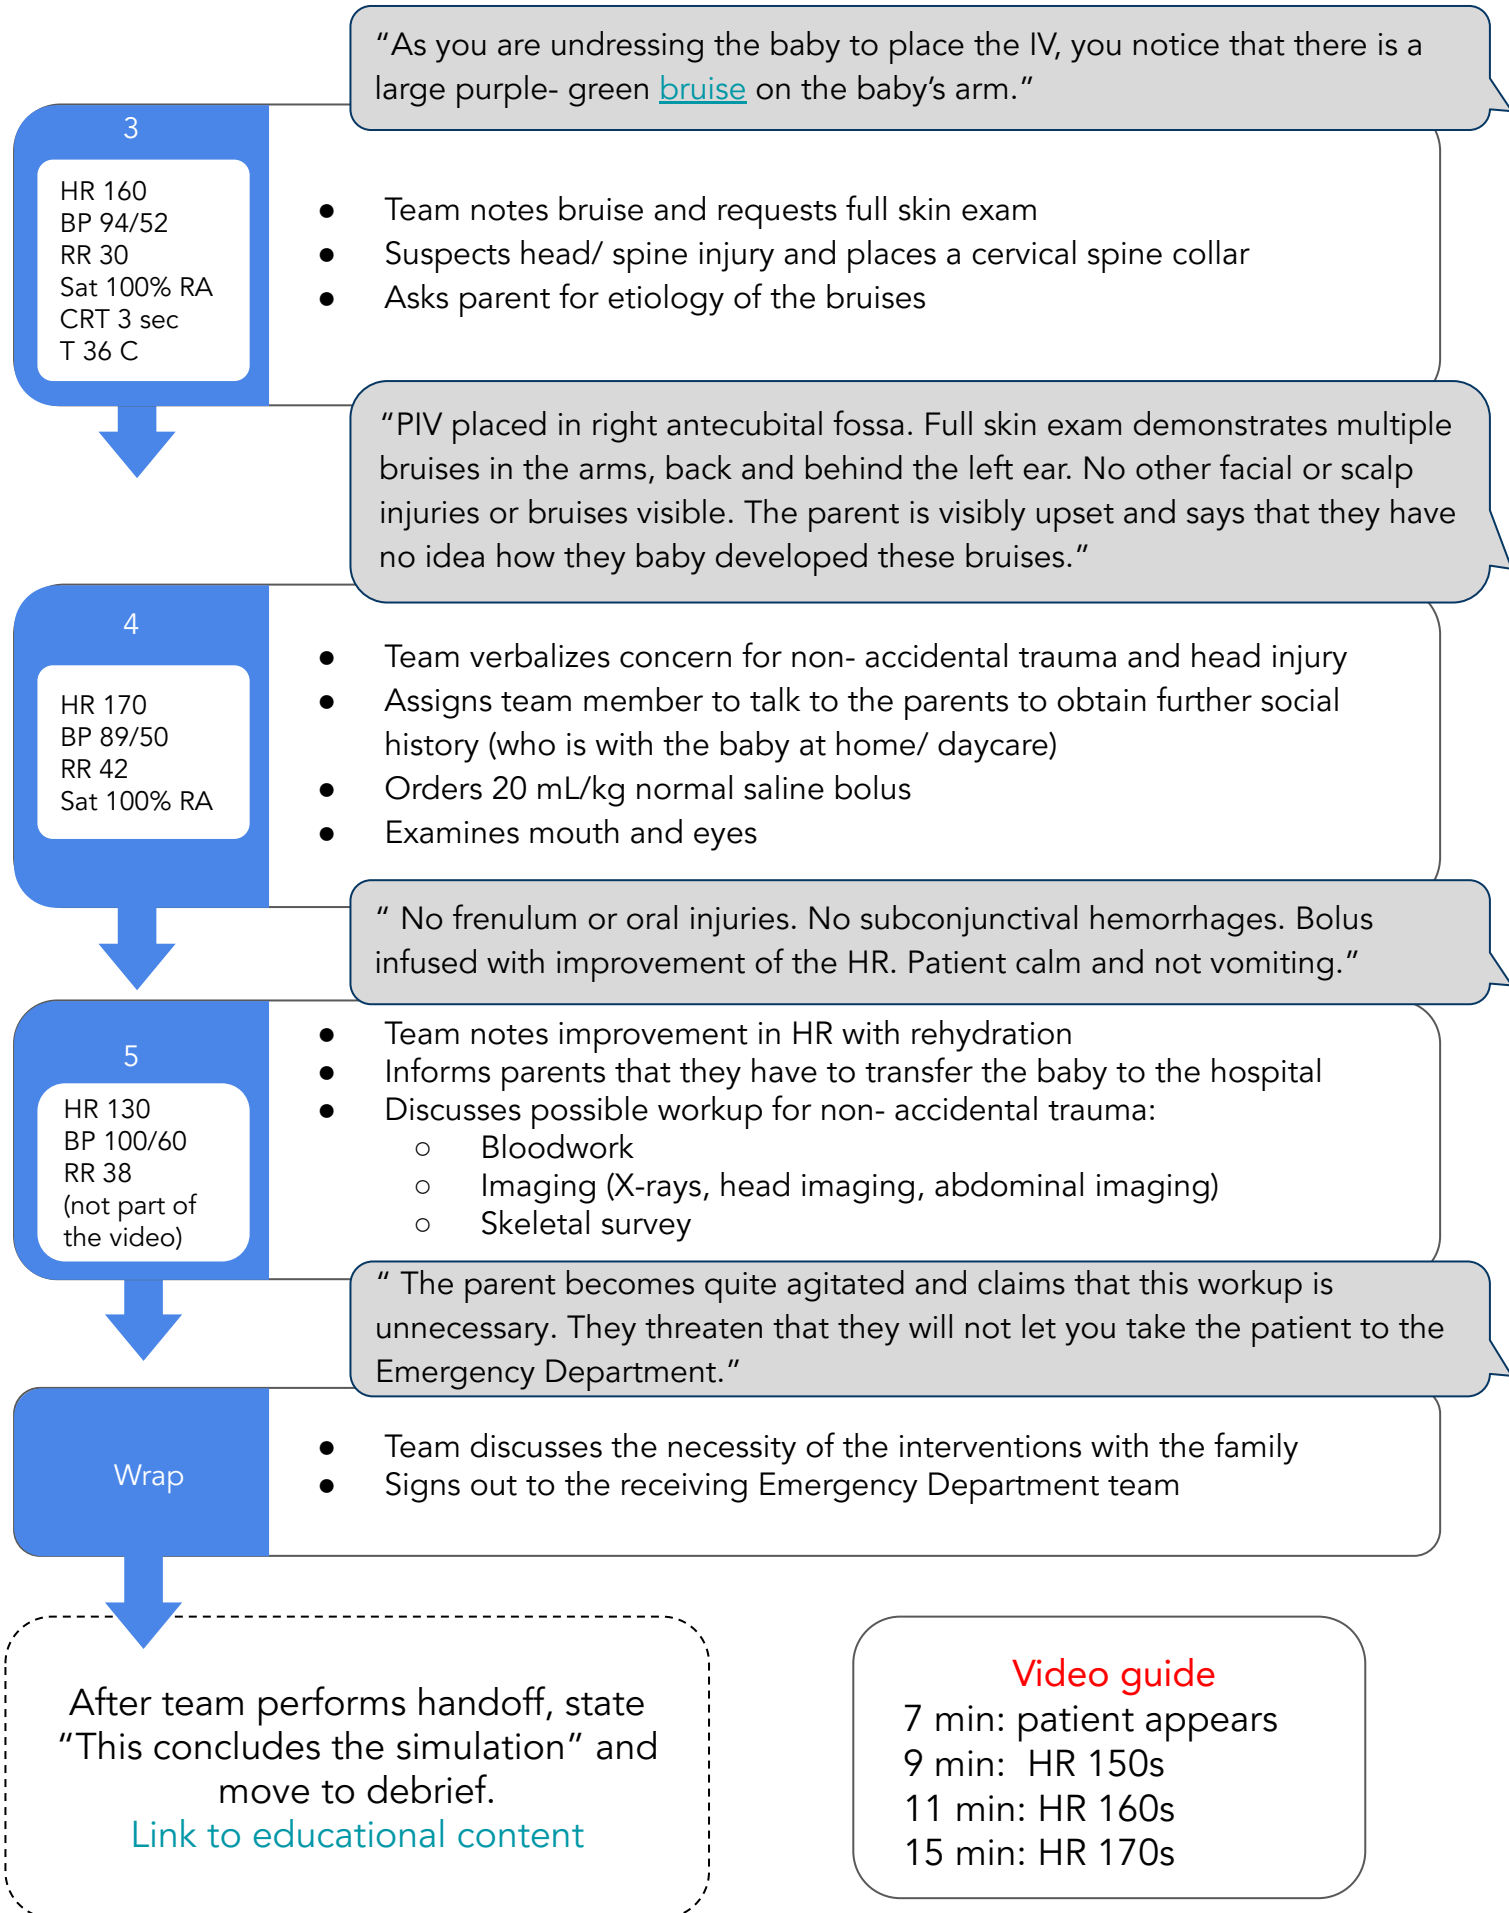 “As you are undressing the baby to place the IV, you notice that there is a
large purple- green bruise on the baby’s arm.”
3
HR 160
BP 94/52
RR 30
Sat 100% RA
CRT 3 sec
T 36 C
● Team notes bruise and requests full skin exam
● Suspects head/ spine injury and places a cervical spine collar
● Asks parent for etiology of the bruises
“PIV placed in right antecubital fossa. Full skin exam demonstrates multiple
bruises in the arms, back and behind the left ear. No other facial or scalp
injuries or bruises visible. The parent is visibly upset and says that they have
no idea how they baby developed these bruises.”
4
HR 170
BP 89/50
RR 42
Sat 100% RA
● Team verbalizes concern for non- accidental trauma and head injury
● Assigns team member to talk to the parents to obtain further social
history (who is with the baby at home/ daycare)
● Orders 20 mL/kg normal saline bolus
● Examines mouth and eyes
“ No frenulum or oral injuries. No subconjunctival hemorrhages. Bolus
infused with improvement of the HR. Patient calm and not vomiting.”
5
HR 130
BP 100/60
RR 38
(not part of
the video)
● Team notes improvement in HR with rehydration
● Informs parents that they have to transfer the baby to the hospital
● Discusses possible workup for non- accidental trauma:
○ Bloodwork
○ Imaging (X-rays, head imaging, abdominal imaging)
○ Skeletal survey
“ The parent becomes quite agitated and claims that this workup is
unnecessary. They threaten that they will not let you take the patient to the
Emergency Department.”
Wrap
● Team discusses the necessity of the interventions with the family
● Signs out to the receiving Emergency Department team
After team performs handoff, state
“This concludes the simulation” and
move to debrief.
Link to educational content
Video guide
7 min: patient appears
9 min: HR 150s
11 min: HR 160s
15 min: HR 170s